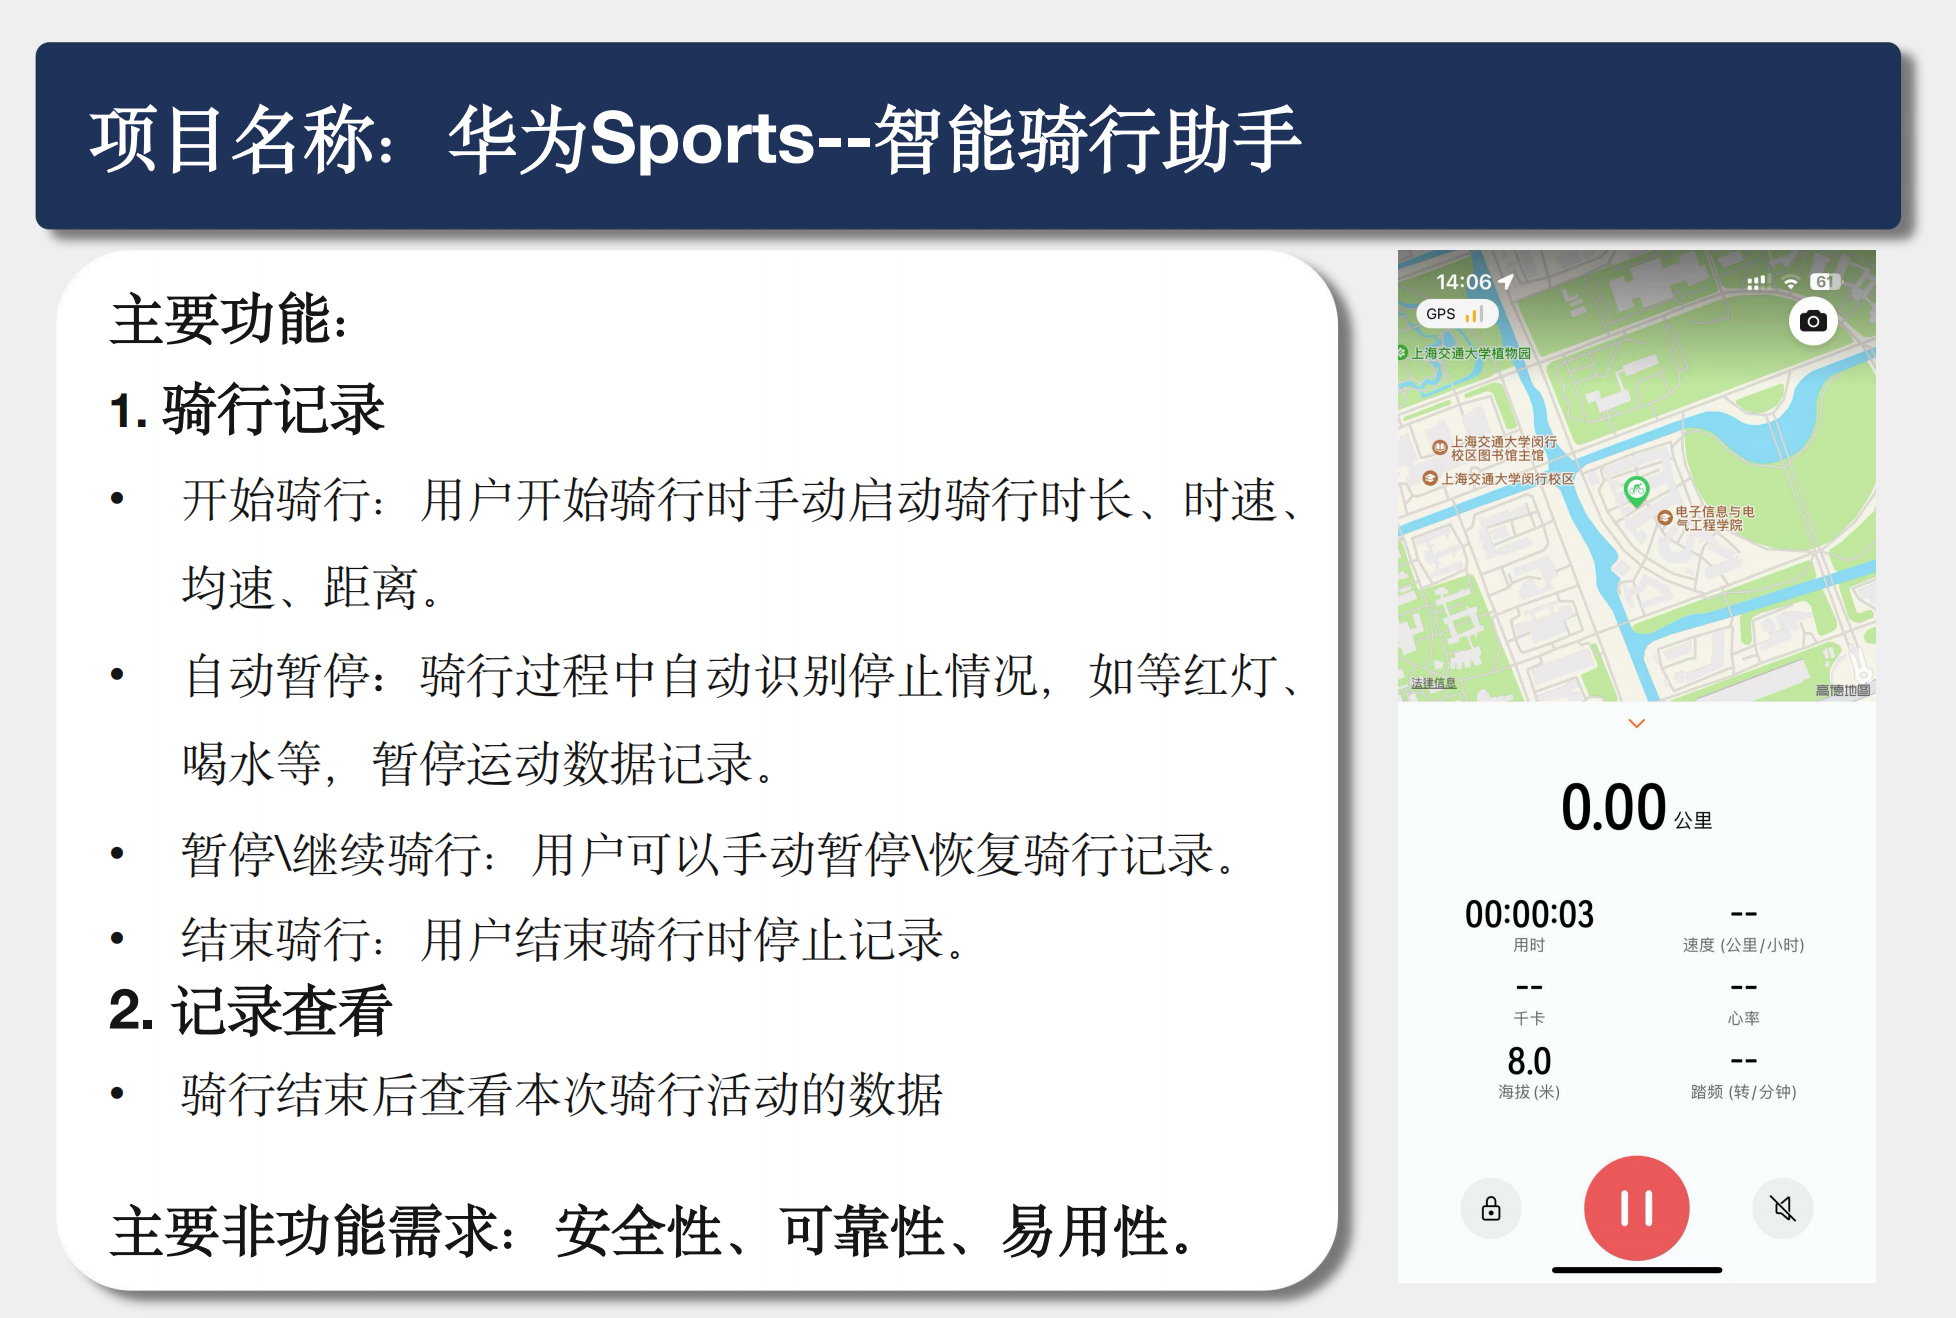 项目名称： 华为Sports--智能骑行助手
主要功能：
1. 骑行记录
• 开始骑行： 用户开始骑行时手动启动骑行时长、时速、
均速、距离。
• 自动暂停：骑行过程中自动识别停止情况，如等红灯、
喝水等，暂停运动数据记录。
• 暂停\继续骑行： 用户可以手动暂停\恢复骑行记录。
• 结束骑行： 用户结束骑行时停止记录。
2. 记录查看
• 骑行结束后查看本次骑行活动的数据
主要非功能需求： 安全性、可靠性、易用性。
14:06
61
GPS
上海交通大学植物园
上海交通大学闵行
校区图书馆主馆
上海交通大学闵行校区
电子信息与电
气工程学院
法律信息
高德地图
0.00 公里
00:00:03
--
用时
速度 (公里/小时)
--
--
千卡
心率
8.0
--
海拔 (米)
踏频 (转/分钟)